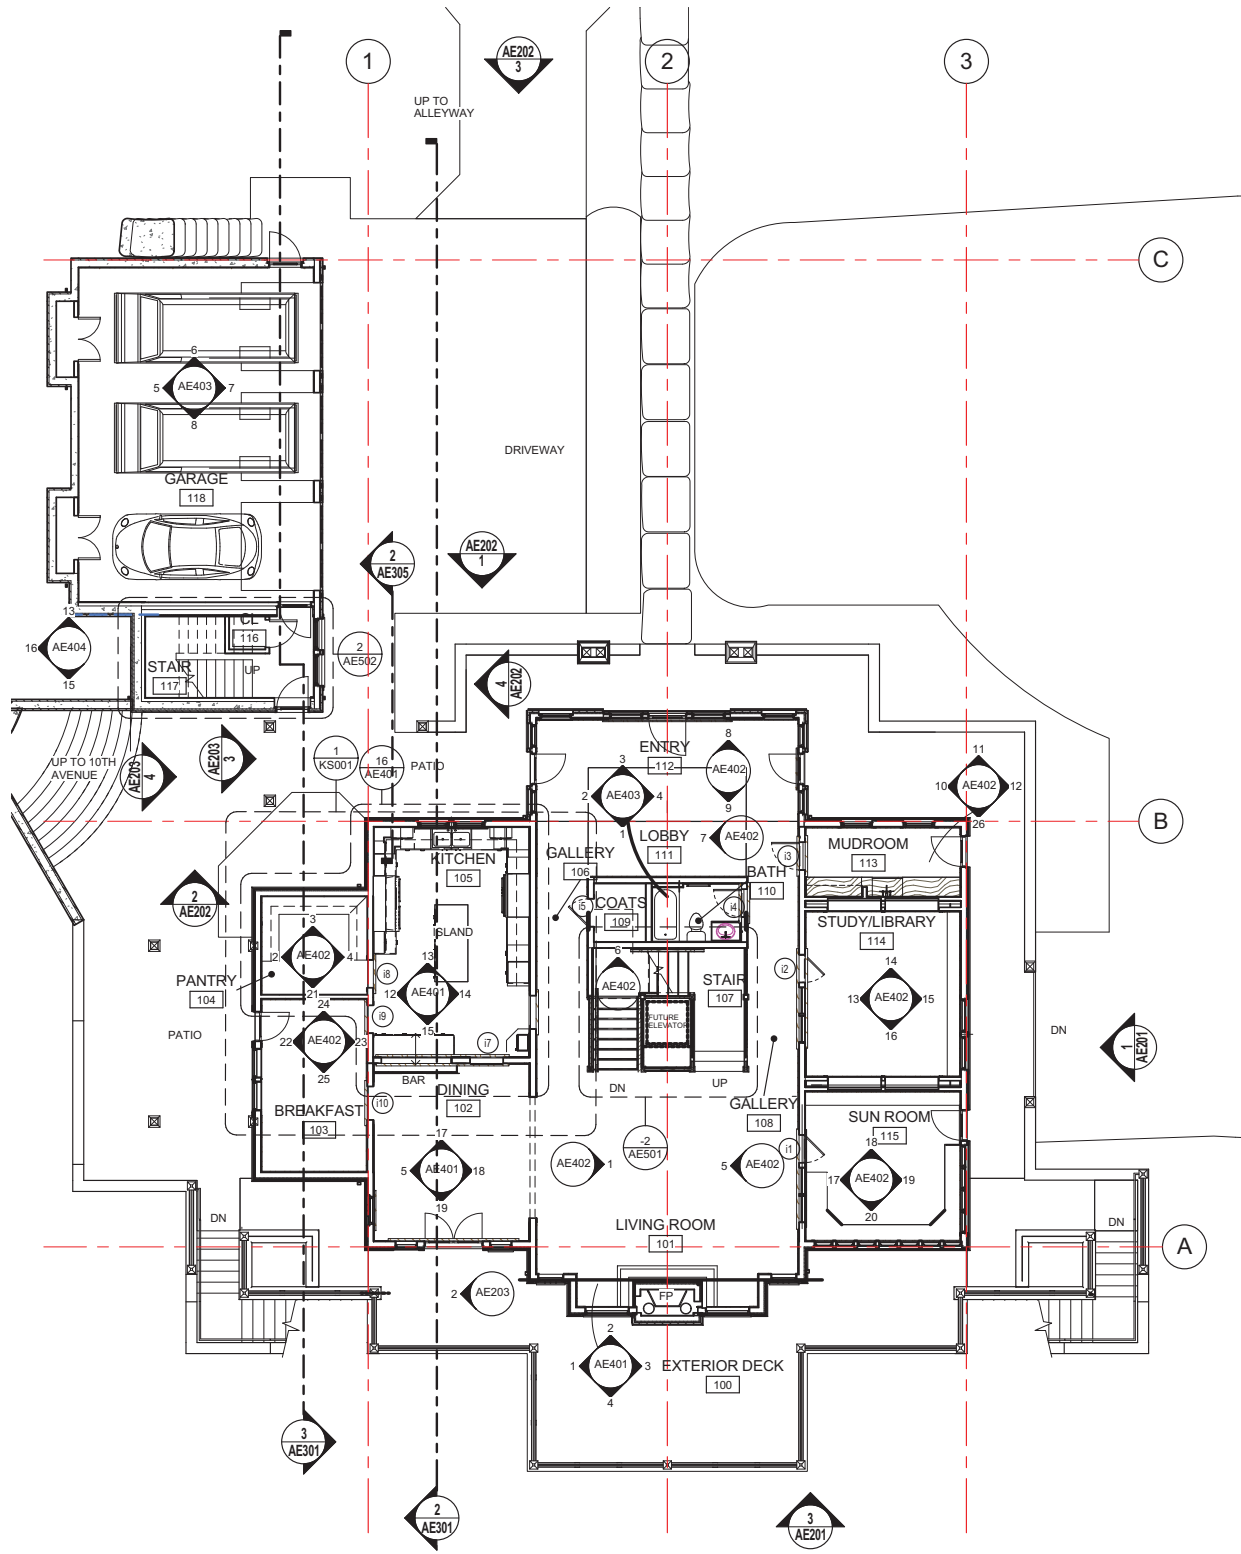 AE202
3
1
2
3
UP TO
ALLEYWAY
C
6
5 AE403 7
8
DRIVEWAY
GARAGE
118
AE202
1
2
AE305
13
16 AE404
15
CL
116
2
AE502
STAIR
117
UP
4
AE202
UP TO 10TH
AVENUE
AE203
4
AE203
3
1
KS001
16
AE401
PATIO
ENTRY
112
8
AE402
9
3
2 AE403 4
1
11
10 AE402 12
26
B
LOBBY
111
7 AE402
MUDROOM
113
i3
KITCHEN
105
GALLERY
106
BATH
110
2
AE202
COATS
109
i5
i4
ISLAND
STUDY/LIBRARY
114
3
2 AE402 4
21
PANTRY
104
i8
13
12 AE401 14
15
6
AE402
STAIR
107
i2
14
13 AE402 15
16
FUTURE
ELEVATOR
i9
24
22 AE402 23
25
PATIO
i7
DN
1
AE201
BAR
DINING
102
DN
UP
GALLERY
108
i10
BREAKFAST
103
SUN ROOM
115
-2
AE501
i1
17
5 AE401 18
19
AE402 1
5 AE402
18
17 AE402 19
20
DN
LIVING ROOM
101
DN
A
2 AE203
FP
2
1 AE401 3
4
EXTERIOR DECK
100
3
AE301
2
AE301
3
AE201